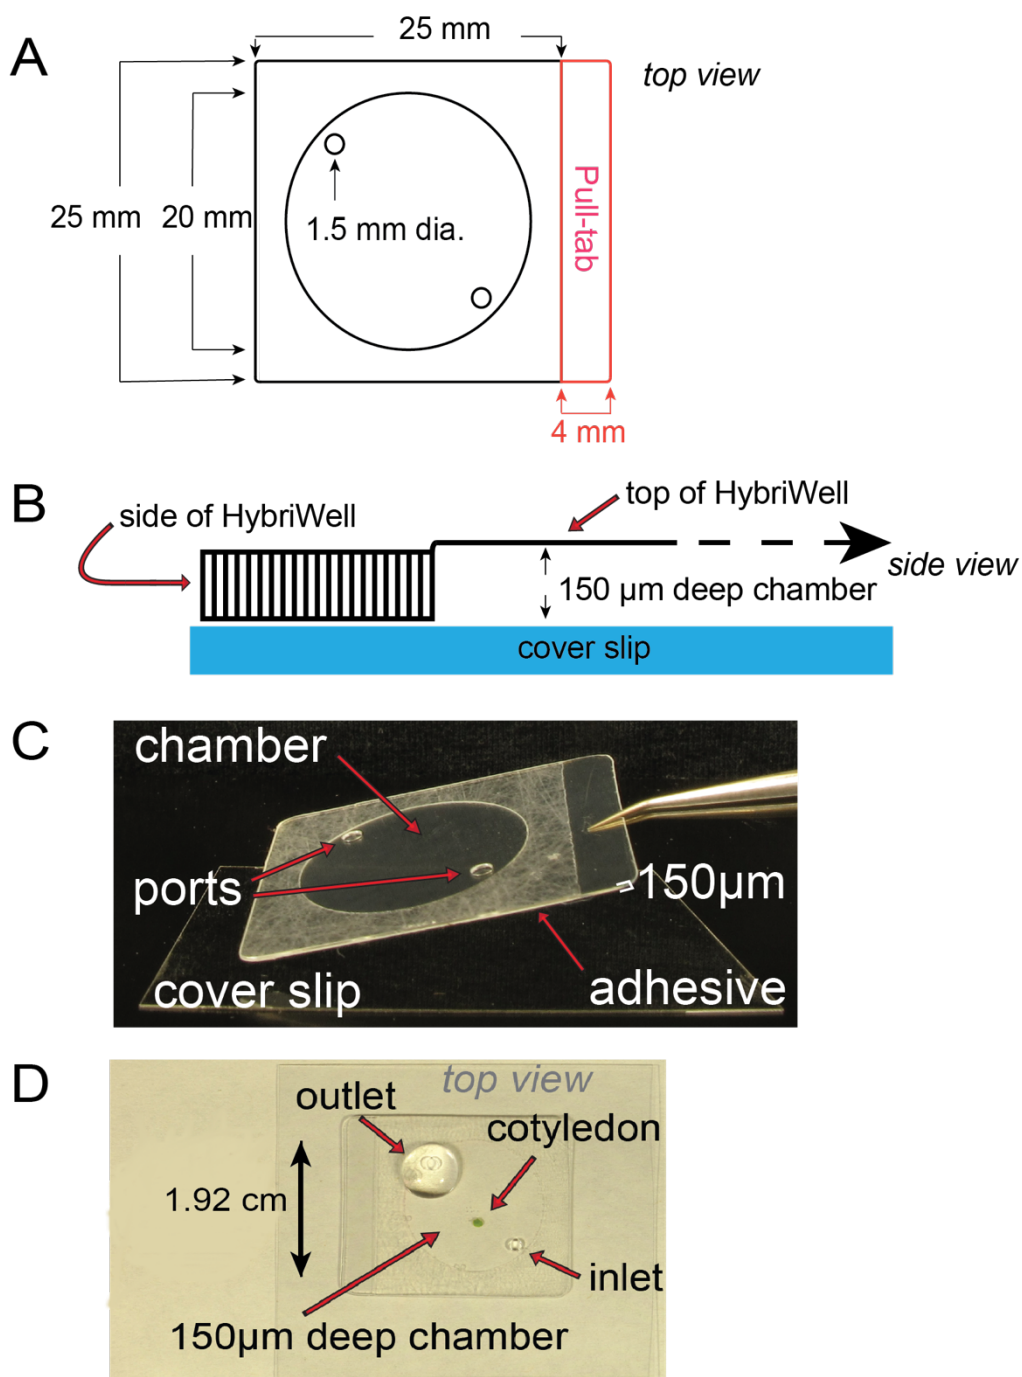 A
25 mm
top view
25 mm
20 mm
1.5 mm dia.
Pull-tab
4 mm
B
side of HybriWell
top of HybriWell
side view
150 µm deep chamber
cover slip
C
chamber
ports
150µm
cover slip
adhesive
D
top view
outlet
cotyledon
1.92 cm
inlet
150µm deep chamber